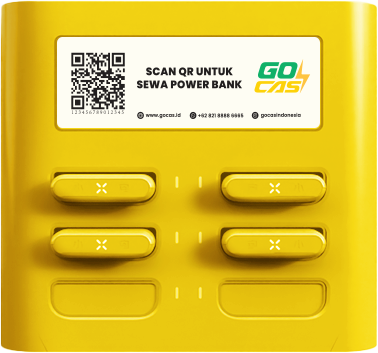 SCAN QR UNTUK
SEWA POWER BANK
GO
CAS
123456789012345
www.gocas.id
+62 821 8888 6665
gocasindonesia